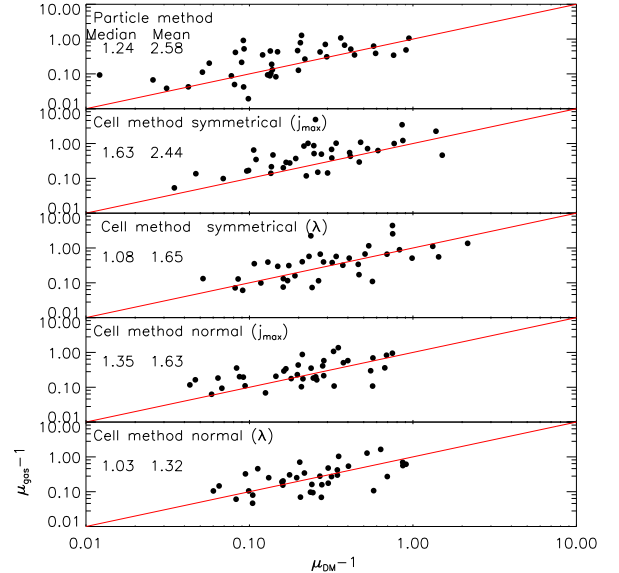 10.00
Particle method
Median Mean
1.00
1.24 2.58
0.10
0.01
10.00
Cell method symmetrical (jmax)
1.00
1.63 2.44
0.10
0.01
10.00
Cell method symmetrical (λ)
1.00
1.08 1.65
0.10
0.01
10.00
Cell method normal (jmax)
1.00
1.35 1.63
0.10
0.01
10.00
Cell method normal (λ)
1.00
1.03 1.32
0.10
0.01
μgas−1
0.01 0.10 1.00 10.00
μDM−1